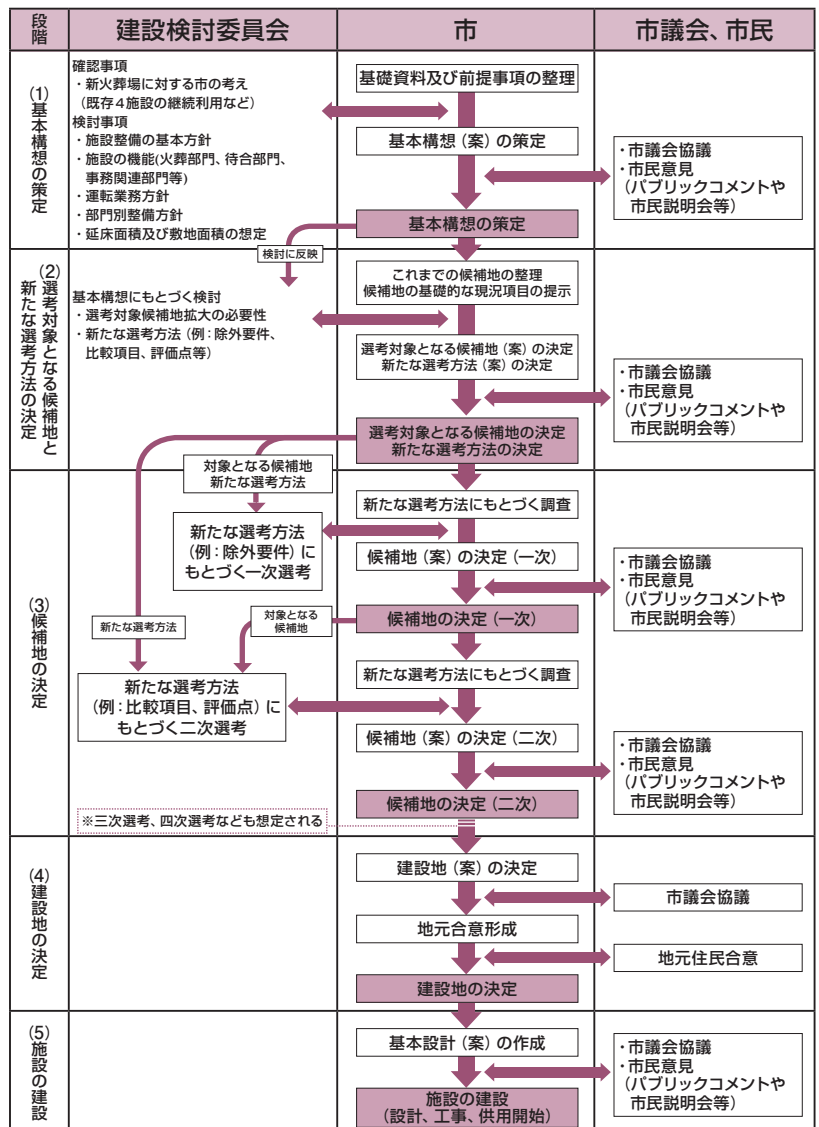 段階
建設検討委員会
市
市議会、市民
(1)基本構想の策定
確認事項
・新火葬場に対する市の考え
(既存4施設の継続利用など)
検討事項
・施設整備の基本方針
・施設の機能(火葬部門、待合部門、
事務関連部門等)
・運転業務方針
・部門別整備方針
・延床面積及び敷地面積の想定
基礎資料及び前提事項の整理
基本構想(案)の策定
基本構想の策定
・市議会協議
・市民意見
(パブリックコメントや
市民説明会等)
検討に反映
(2)選考対象となる候補地と
新たな選考方法の決定
基本構想にもとづく検討
・選考対象候補地拡大の必要性
・新たな選考方法(例:除外要件、
比較項目、評価点等)
これまでの候補地の整理
候補地の基礎的な現況項目の提示
選考対象となる候補地(案)の決定
新たな選考方法(案)の決定
選考対象となる候補地の決定
新たな選考方法の決定
・市議会協議
・市民意見
(パブリックコメントや
市民説明会等)
(3)候補地の決定
対象となる候補地
新たな選考方法
新たな選考方法
(例:除外要件)に
もとづく一次選考
新たな選考方法にもとづく調査
候補地(案)の決定(一次)
候補地の決定(一次)
・市議会協議
・市民意見
(パブリックコメントや
市民説明会等)
新たな選考方法
対象となる
候補地
新たな選考方法
(例:比較項目、評価点)に
もとづく二次選考
新たな選考方法にもとづく調査
候補地(案)の決定(二次)
候補地の決定(二次)
・市議会協議
・市民意見
(パブリックコメントや
市民説明会等)
※三次選考、四次選考なども想定される
(4)建設地の決定
建設地(案)の決定
市議会協議
地元合意形成
地元住民合意
建設地の決定
(5)施設の建設
基本設計(案)の作成
施設の建設
(設計、工事、供用開始)
・市議会協議
・市民意見
(パブリックコメントや
市民説明会等)